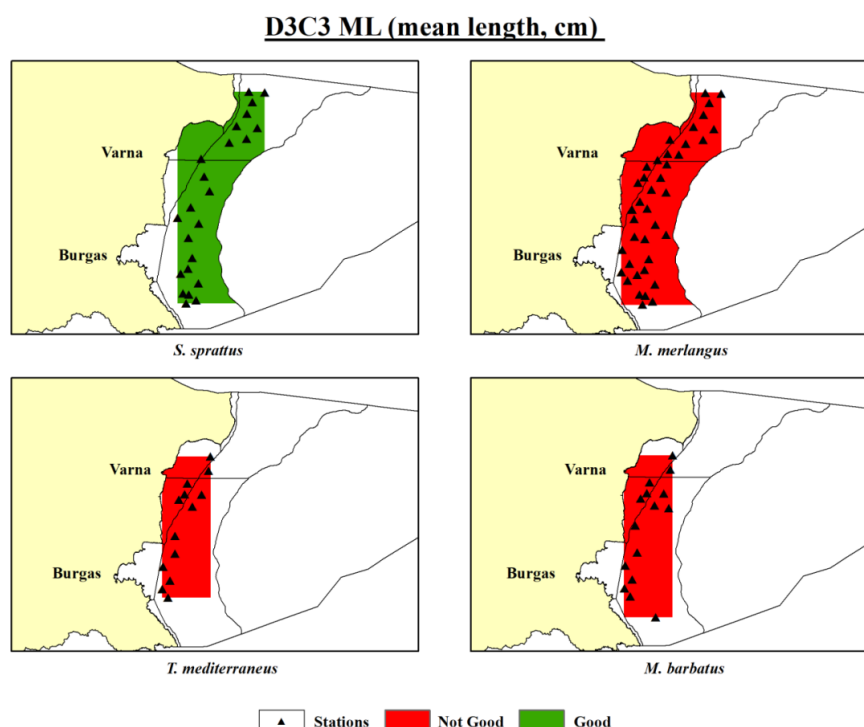 D3C3 ML (mean length, cm)
Varna
Burgas
S. sprattus
Varna
Burgas
M. merlangus
Varna
Burgas
T. mediterraneus
Varna
Burgas
M. barbatus
Stations Not Good Good